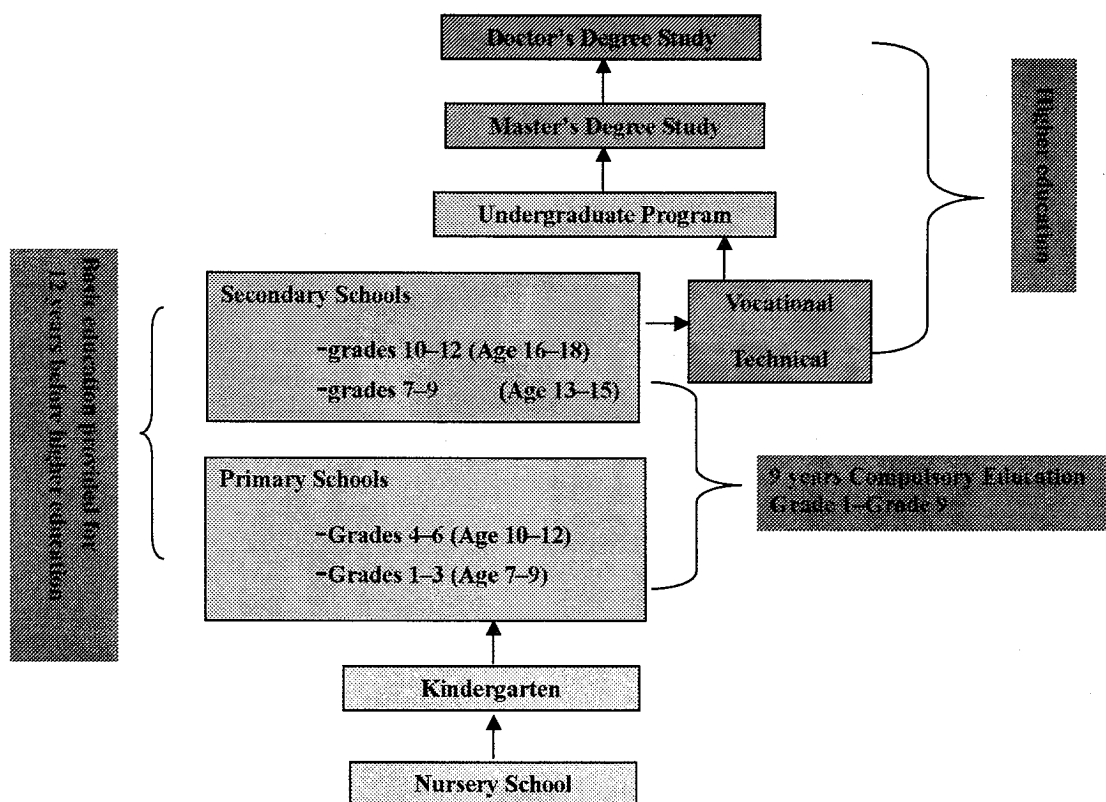 Doctor's Degree Study
Master's Degree Study
Undergraduate Program
Higher education
Basic education provided for
12 years before higher education
Secondary Schools
-grades 10–12 (Age 16–18)
-grades 7–9 (Age 13–15)
Vocational
Technical
Primary Schools
-Grades 4–6 (Age 10–12)
-Grades 1–3 (Age 7–9)
9 years Compulsory Education
Grade 1–Grade 9
Kindergarten
Nursery School